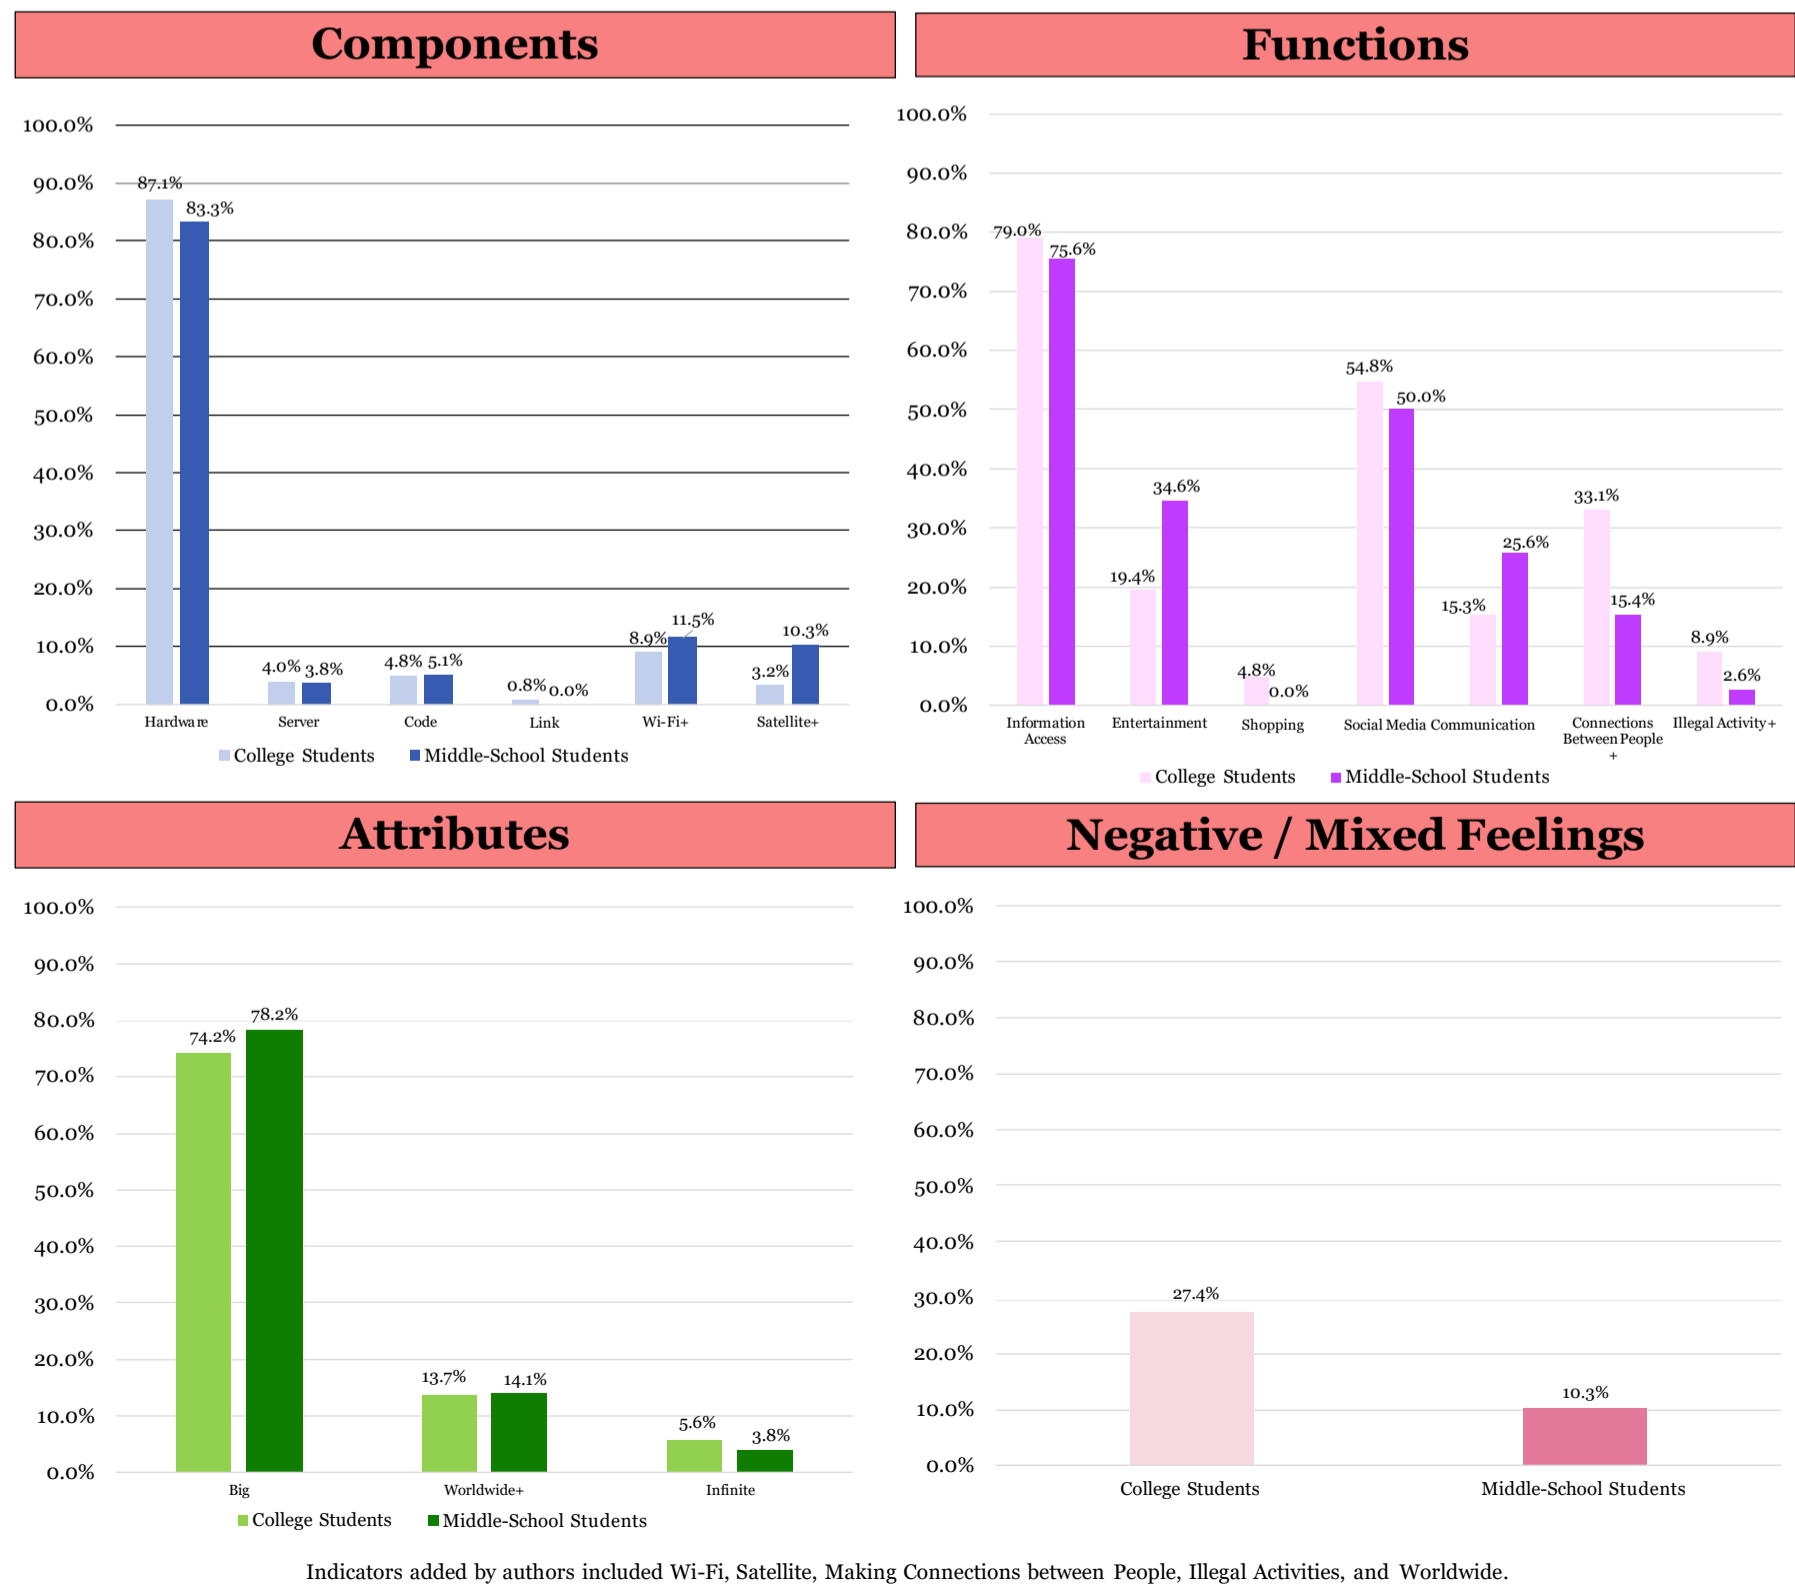 Components
100.0%
90.0%
80.0%
70.0%
60.0%
50.0%
40.0%
30.0%
20.0%
10.0%
0.0%
87.1%
83.3%
4.0%
3.8%
4.8%
5.1%
0.8%
0.0%
8.9%
11.5%
3.2%
10.3%
Hardware
Server
Code
Link
Wi-Fi+
Satellite+
College Students
Middle-School Students
Functions
100.0%
90.0%
80.0%
70.0%
60.0%
50.0%
40.0%
30.0%
20.0%
10.0%
0.0%
79.0%
75.6%
19.4%
34.6%
4.8%
0.0%
54.8%
50.0%
15.3%
25.6%
33.1%
15.4%
8.9%
2.6%
Information
Access
Entertainment
Shopping
Social Media
Communication
Connections
Between People
+
Illegal Activity+
College Students
Middle-School Students
Attributes
100.0%
90.0%
80.0%
70.0%
60.0%
50.0%
40.0%
30.0%
20.0%
10.0%
0.0%
74.2%
78.2%
13.7%
14.1%
5.6%
3.8%
Big
Worldwide+
Infinite
College Students
Middle-School Students
Negative / Mixed Feelings
100.0%
90.0%
80.0%
70.0%
60.0%
50.0%
40.0%
30.0%
20.0%
10.0%
0.0%
27.4%
10.3%
College Students
Middle-School Students
Indicators added by authors included Wi-Fi, Satellite, Making Connections between People, Illegal Activities, and Worldwide.